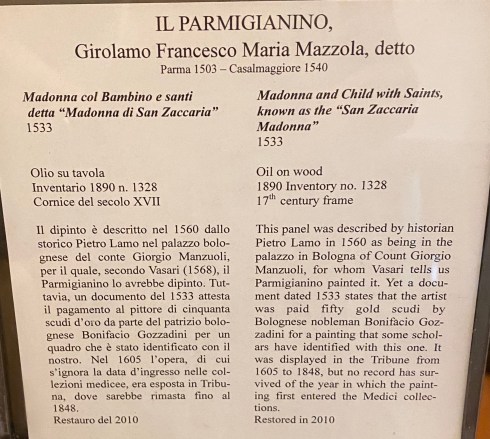 IL PARMIGIANINO,
Girolamo Francesco Maria Mazzola, detto
Parma 1503 – Casalmaggiore 1540
Madonna col Bambino e santi
detta “Madonna di San Zaccaria”
1533
Olio su tavola
Inventario 1890 n. 1328
Cornice del secolo XVII
Il dipinto è descritto nel 1560 dallo
storico Pietro Lamo nel palazzo bolo-
gnese del conte Giorgio Manzuoli,
per il quale, secondo Vasari (1568), il
Parmigianino lo avrebbe dipinto. Tut-
tavia, un documento del 1533 attesta
il pagamento al pittore di cinquanta
scudi d’oro da parte del patrizio bolo-
gnese Bonifacio Gozzadini per un
quadro che è stato identificato con il
nostro. Nel 1605 l’opera, di cui
s’ignora la data d’ingresso nelle col-
lezioni medicee, era esposta in Tribu-
na, dove sarebbe rimasta fino al
1848.
Restauro del 2010
Madonna and Child with Saints,
known as the “San Zaccaria
Madonna”
1533
Oil on wood
1890 Inventory no. 1328
17th century frame
This panel was described by historian
Pietro Lamo in 1560 as being in the
palazzo in Bologna of Count Giorgio
Manzuoli, for whom Vasari tells us
Parmigianino painted it. Yet a docu-
ment dated 1533 states that the artist
was paid fifty gold scudi by
Bolognese nobleman Bonifacio Goz-
zadini for a painting that some schol-
ars have identified with this one. It
was displayed in the Tribune from
1605 to 1848, but no record has sur-
vived of the year in which the paint-
ing first entered the Medici collec-
tions.
Restored in 2010